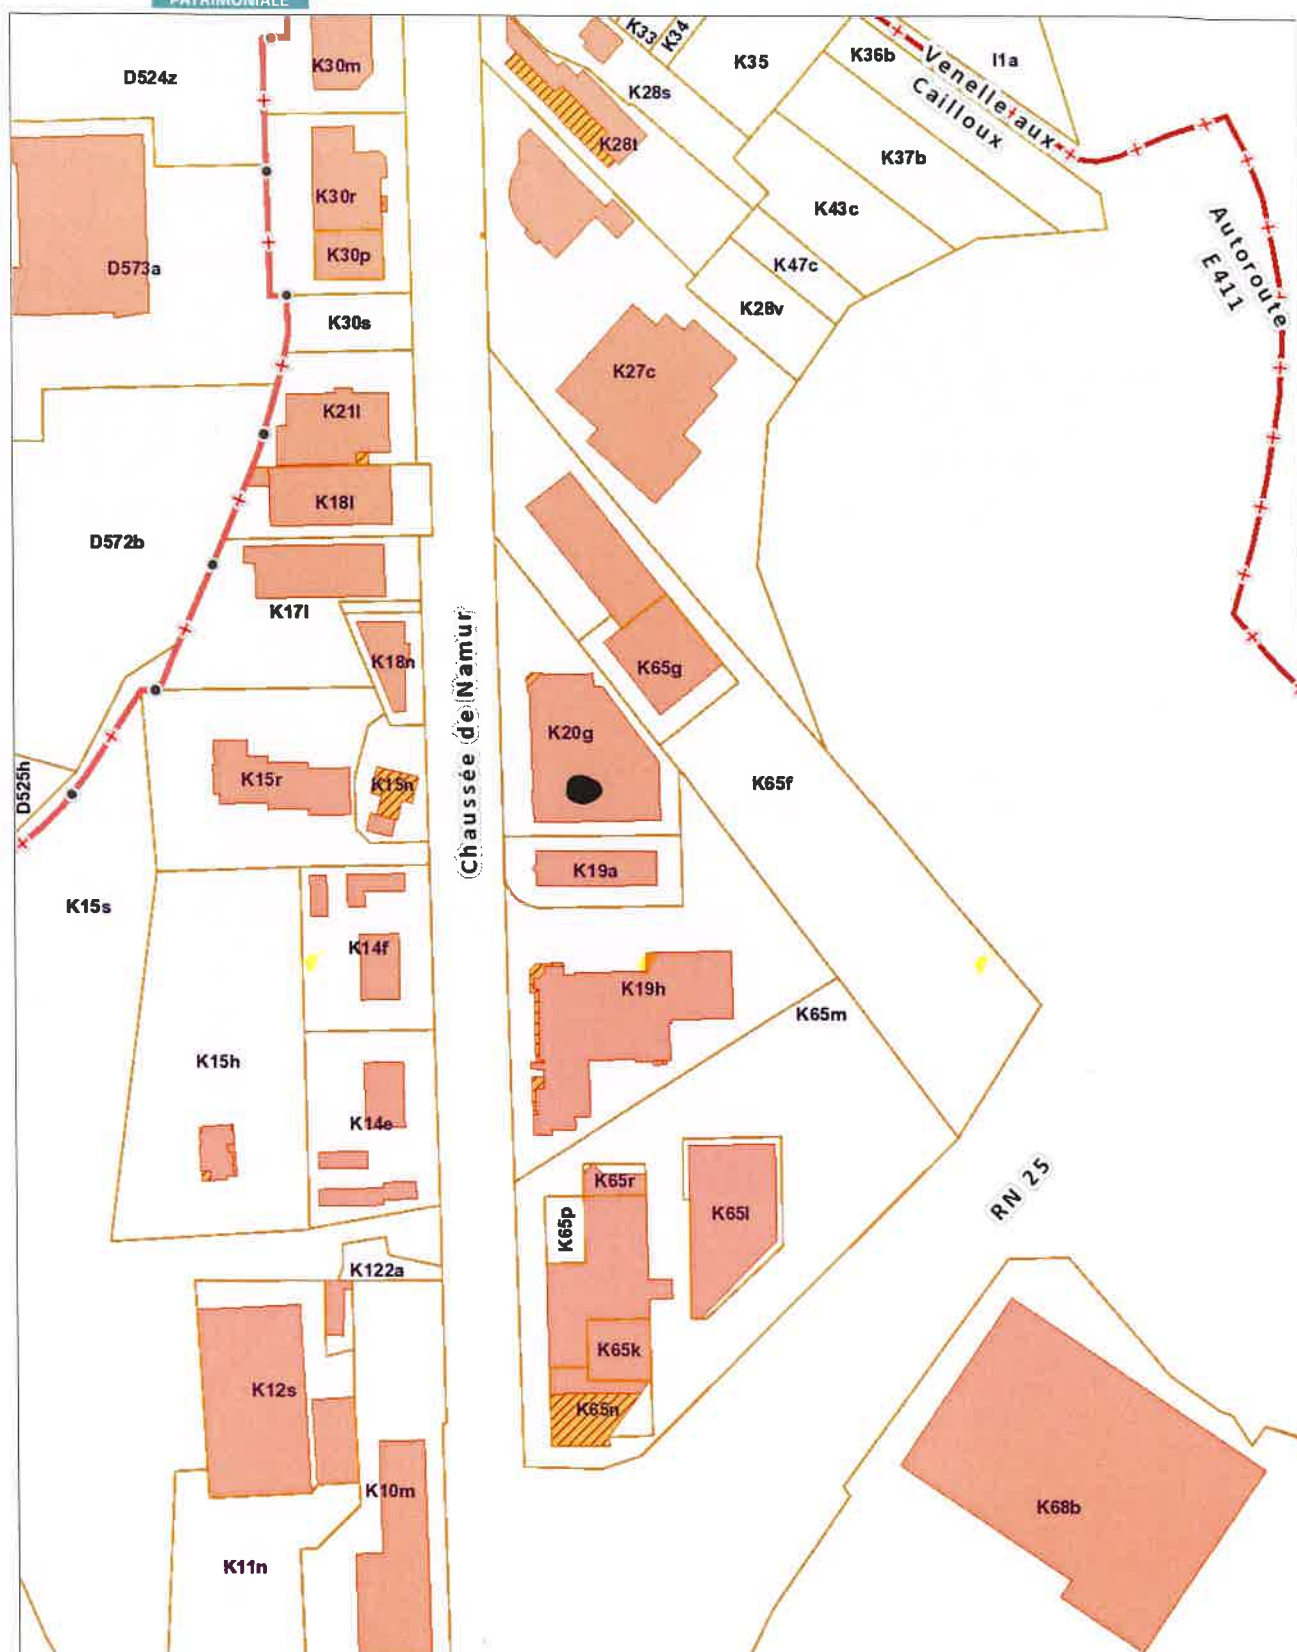 PATRIMONIALE
K33
K34
K35
K36b
Venelle aux
Cailloux
I1a
D524z
K30m
K28s
K28t
K37b
K30r
K43c
Autoroute
E411
D573a
K30p
K47c
K30s
K28v
K27c
K21l
K18l
D572b
K17l
Chaussée de Namur
K18n
K65g
K20g
D525h
K15r
K15n
K65f
K19a
K15s
K14f
K19h
K65m
K15h
K14e
RN 25
K65r
K65p
K65l
K122a
K65k
K12s
K65n
K10m
K68b
K11n